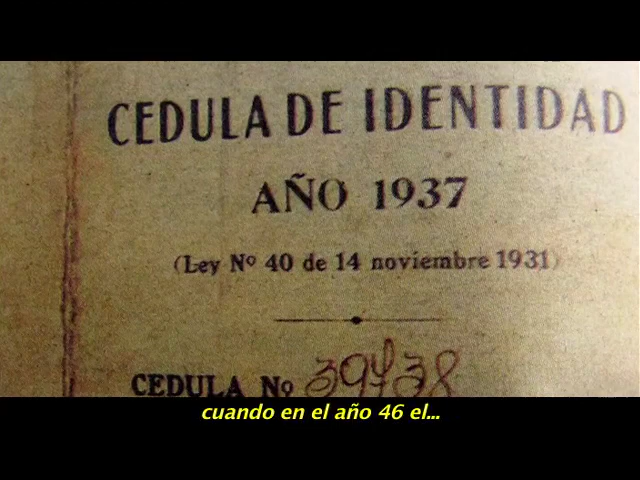 CEDULA DE IDENTIDAD
AÑO 1937
(Ley Nº 40 de 14 noviembre 1931)
CEDULA Nº 39738
cuando en el año 46 el...